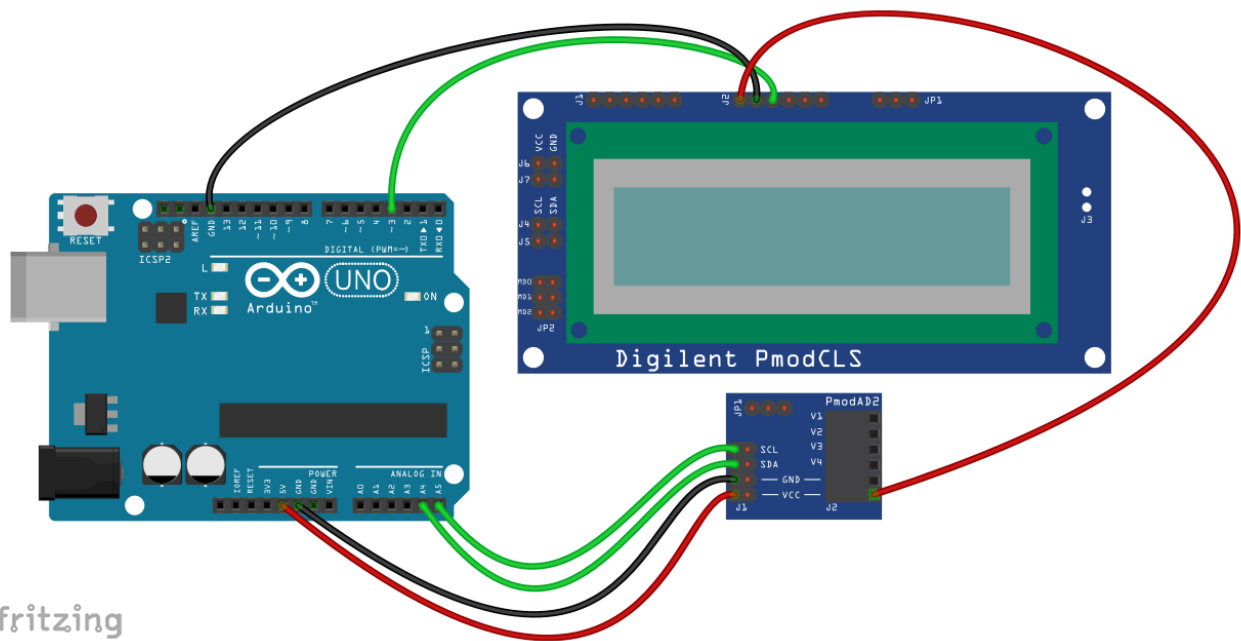 J1
J2
JP1
VCC
GND
J6
J7
SCL
SDA
J4
J5
MD0
MD1
MD2
JP2
J3
Digilent PmodCLS
RESET
ICSP2
AREF
GND
13
12
~11
~10
~9
8
7
~6
~5
4
~3
2
TX0▶1
RX0◀0
DIGITAL (PWM=~)
L
TX
RX
Arduino™
UNO
ON
1
ICSP
IOREF
RESET
3V3
5V
GND
GND
VIN
POWER
ANALOG IN
A0
A1
A2
A3
A4
A5
PmodAD2
JP1
V1
V2
V3
V4
SCL
SDA
GND
VCC
J1
J2
fritzing